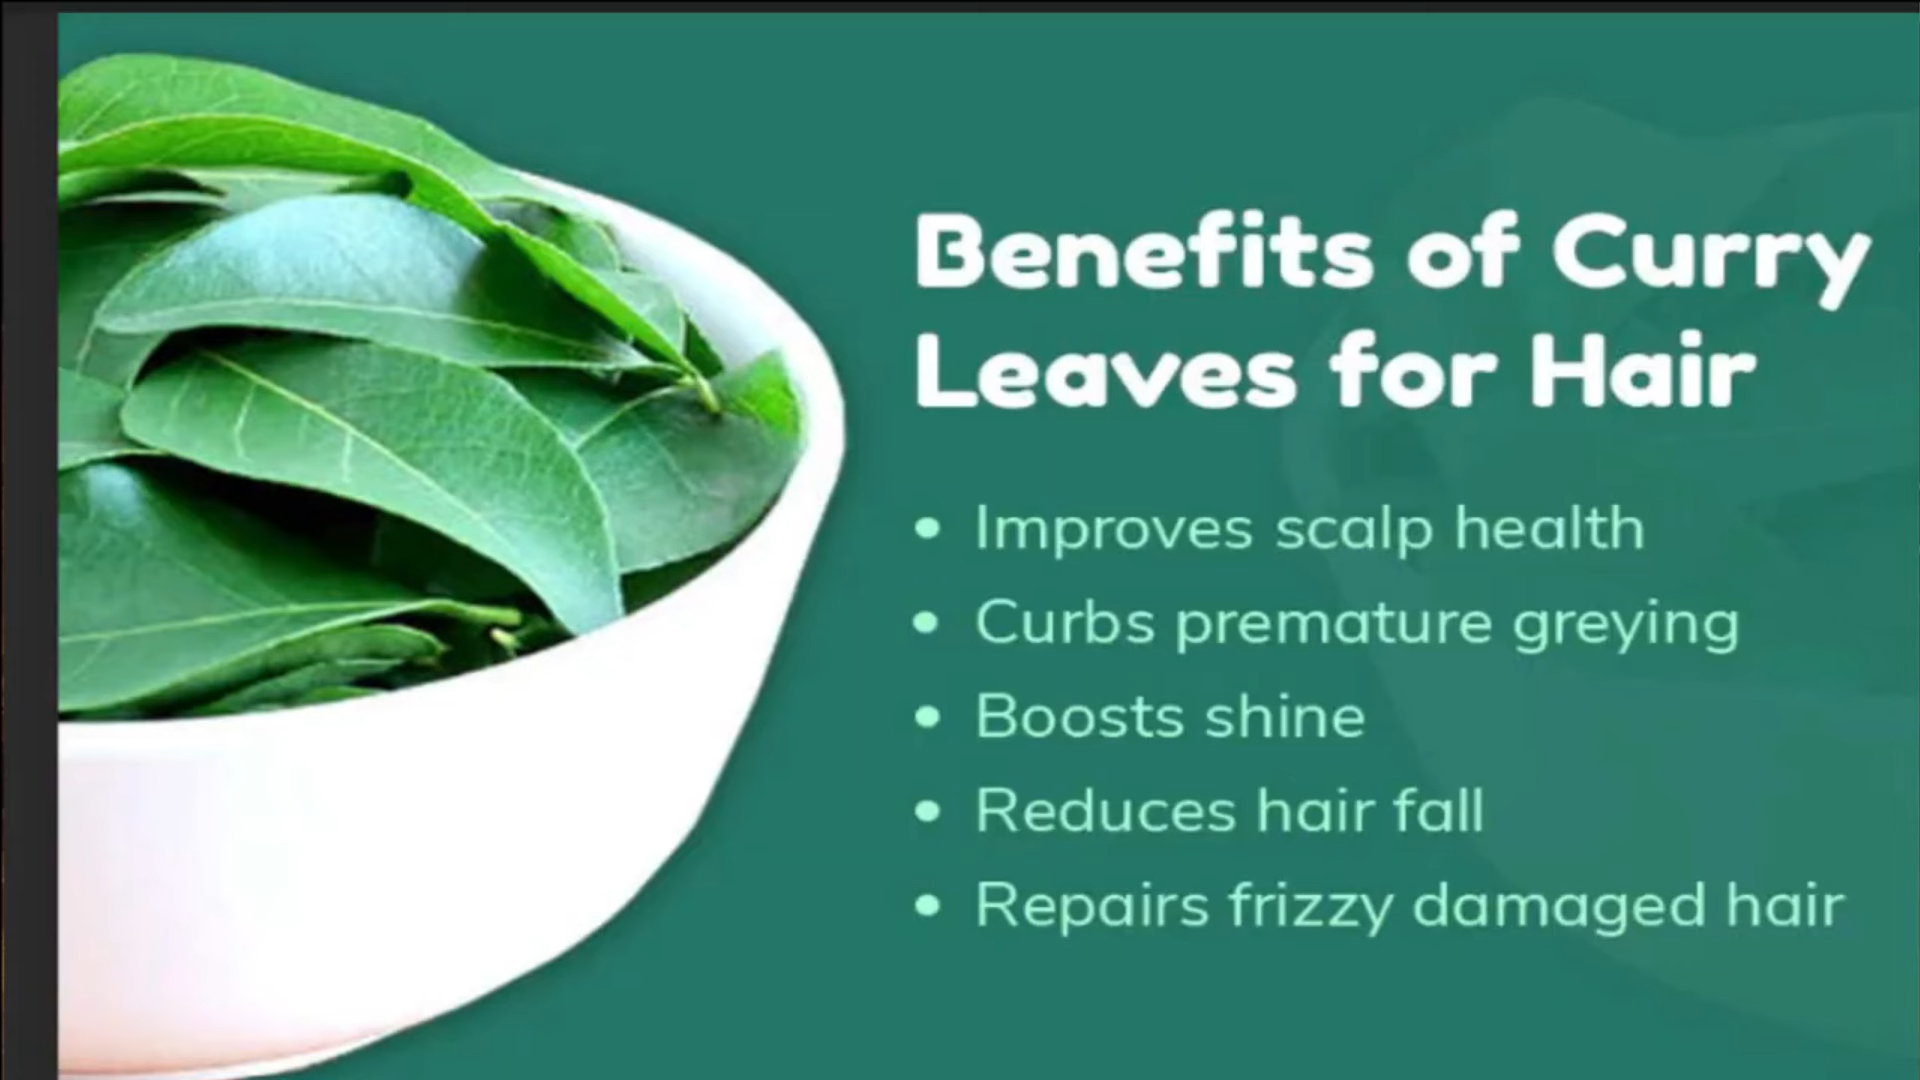 Benefits of Curry
Leaves for Hair
• Improves scalp health
• Curbs premature greying
• Boosts shine
• Reduces hair fall
• Repairs frizzy damaged hair